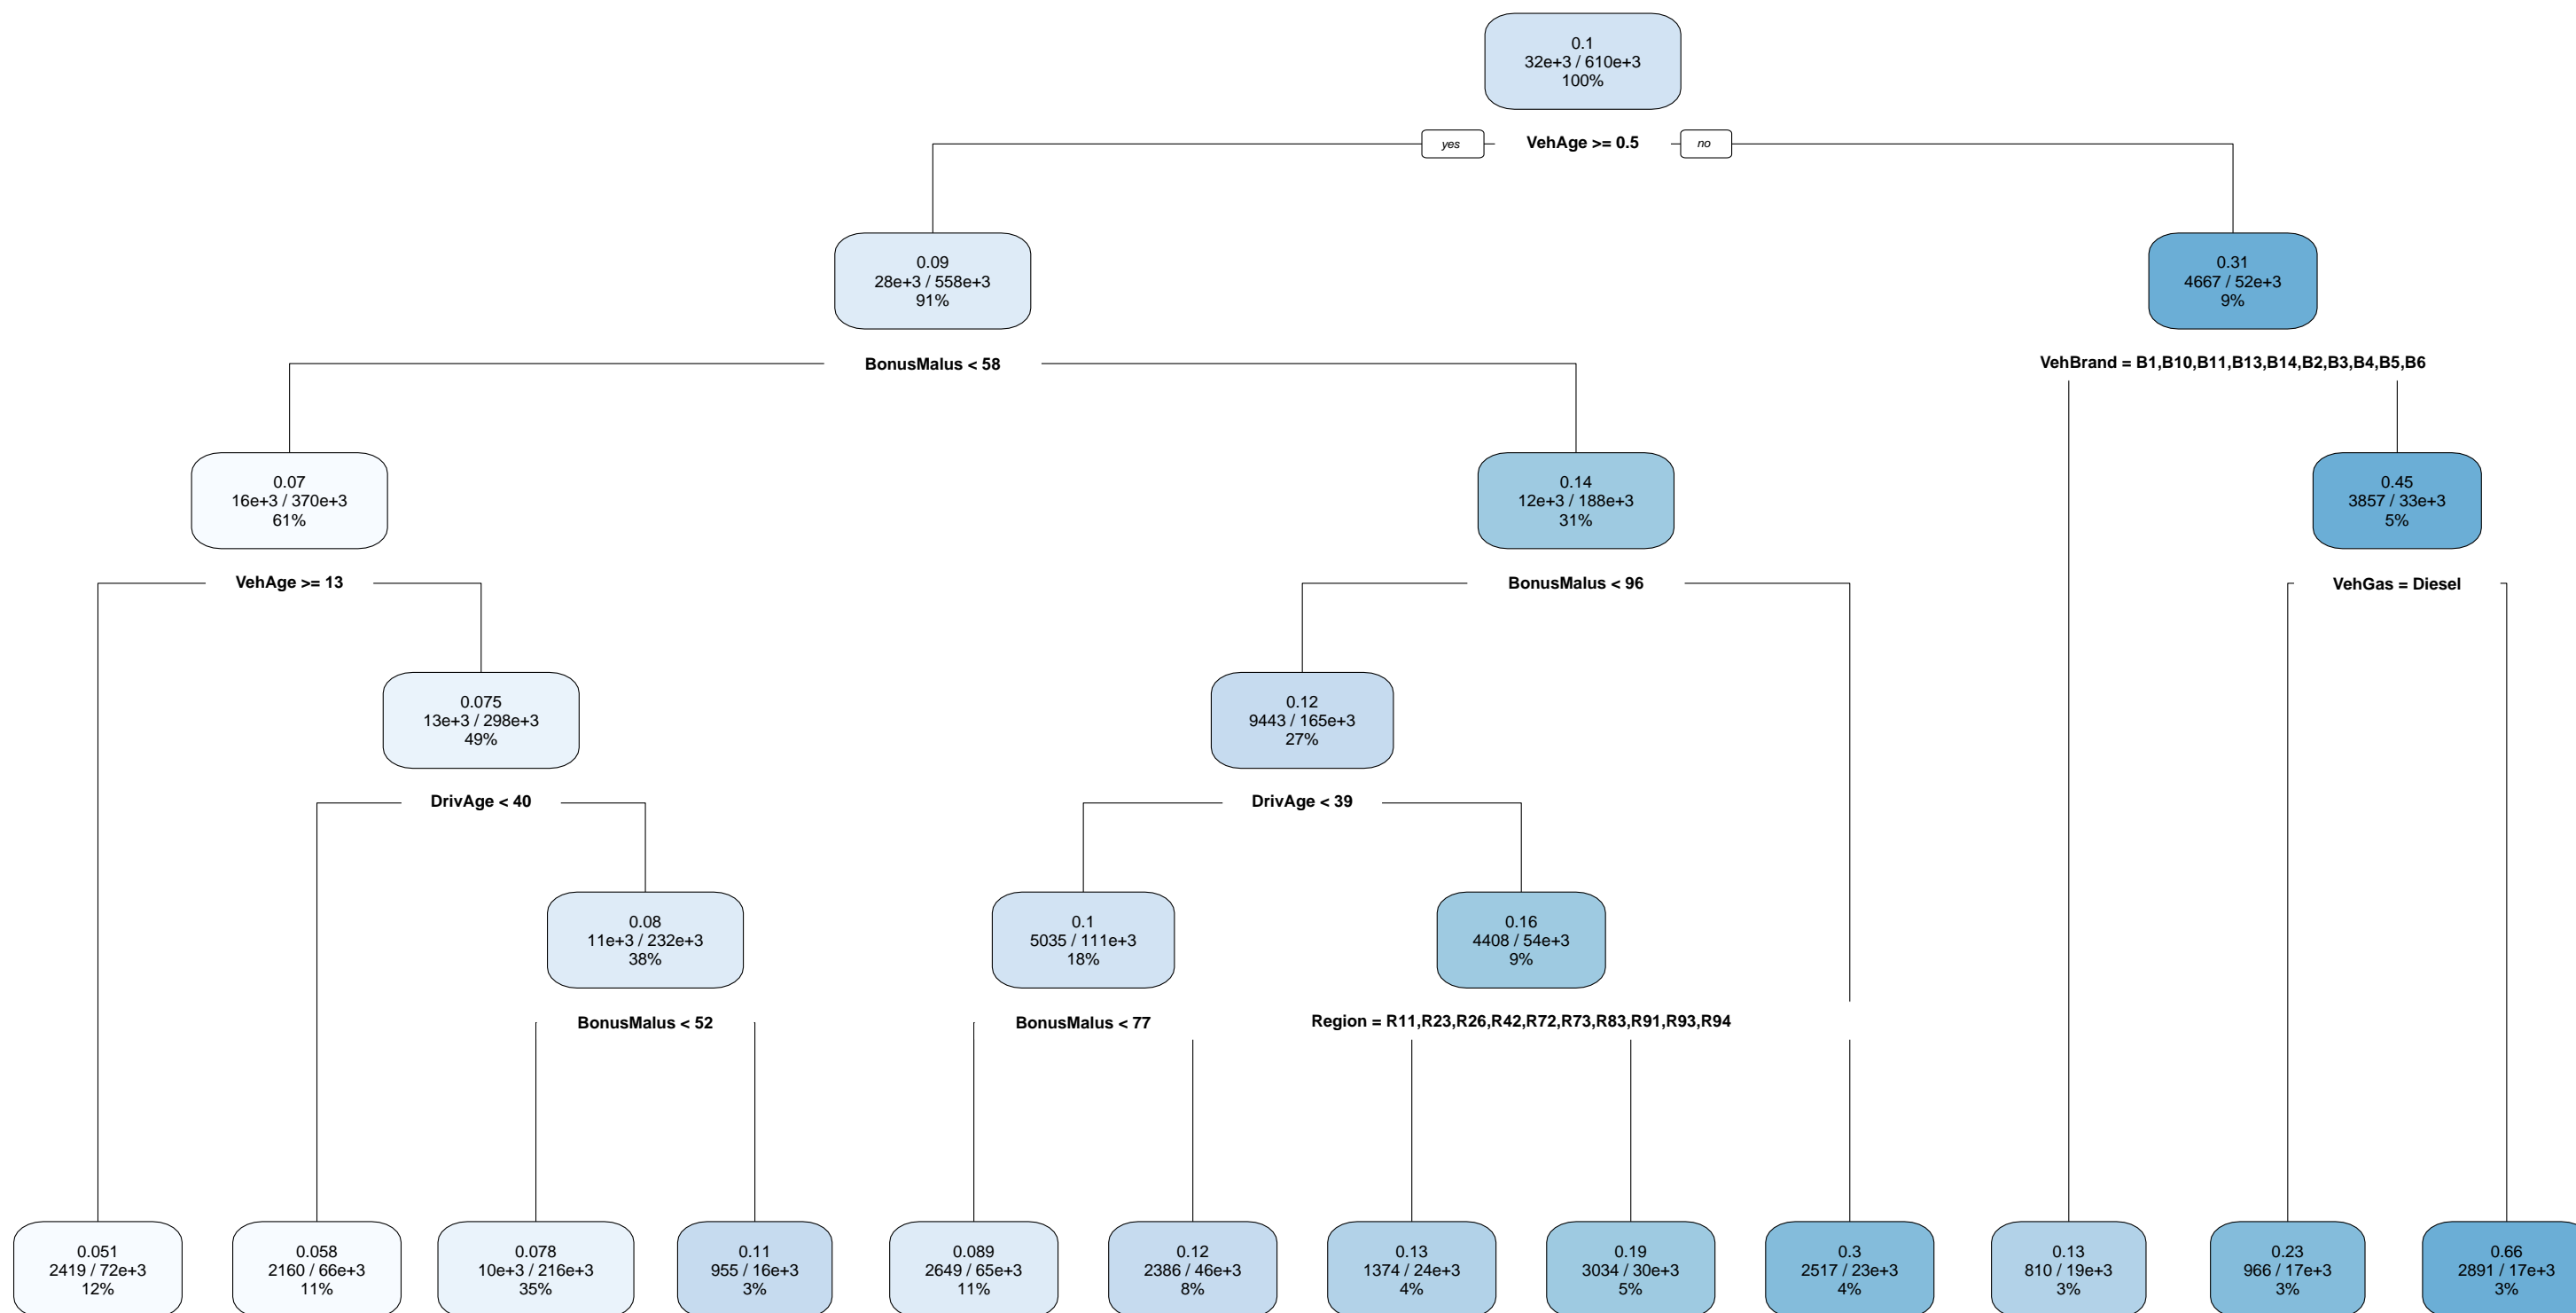 0.1
32e+3 / 610e+3
100%
yes
VehAge >= 0.5
no
0.09
28e+3 / 558e+3
91%
0.31
4667 / 52e+3
9%
BonusMalus < 58
VehBrand = B1,B10,B11,B13,B14,B2,B3,B4,B5,B6
0.07
16e+3 / 370e+3
61%
0.14
12e+3 / 188e+3
31%
0.45
3857 / 33e+3
5%
VehAge >= 13
BonusMalus < 96
VehGas = Diesel
0.075
13e+3 / 298e+3
49%
0.12
9443 / 165e+3
27%
DrivAge < 40
DrivAge < 39
0.08
11e+3 / 232e+3
38%
0.1
5035 / 111e+3
18%
0.16
4408 / 54e+3
9%
BonusMalus < 52
BonusMalus < 77
Region = R11,R23,R26,R42,R72,R73,R83,R91,R93,R94
0.051
2419 / 72e+3
12%
0.058
2160 / 66e+3
11%
0.078
10e+3 / 216e+3
35%
0.11
955 / 16e+3
3%
0.089
2649 / 65e+3
11%
0.12
2386 / 46e+3
8%
0.13
1374 / 24e+3
4%
0.19
3034 / 30e+3
5%
0.3
2517 / 23e+3
4%
0.13
810 / 19e+3
3%
0.23
966 / 17e+3
3%
0.66
2891 / 17e+3
3%